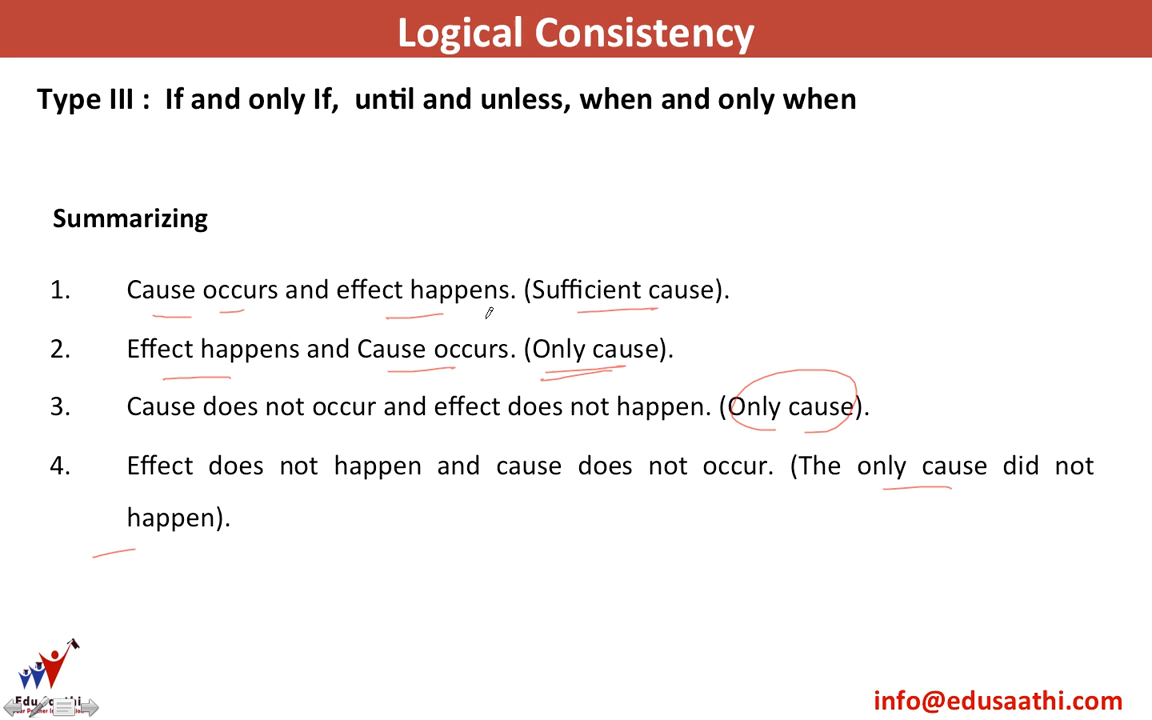 Logical Consistency
Type III : If and only If, until and unless, when and only when
Summarizing
1. Cause occurs and effect happens. (Sufficient cause).
2. Effect happens and Cause occurs. (Only cause).
3. Cause does not occur and effect does not happen. (Only cause).
4. Effect does not happen and cause does not occur. (The only cause did not
happen).
info@edusaathi.com